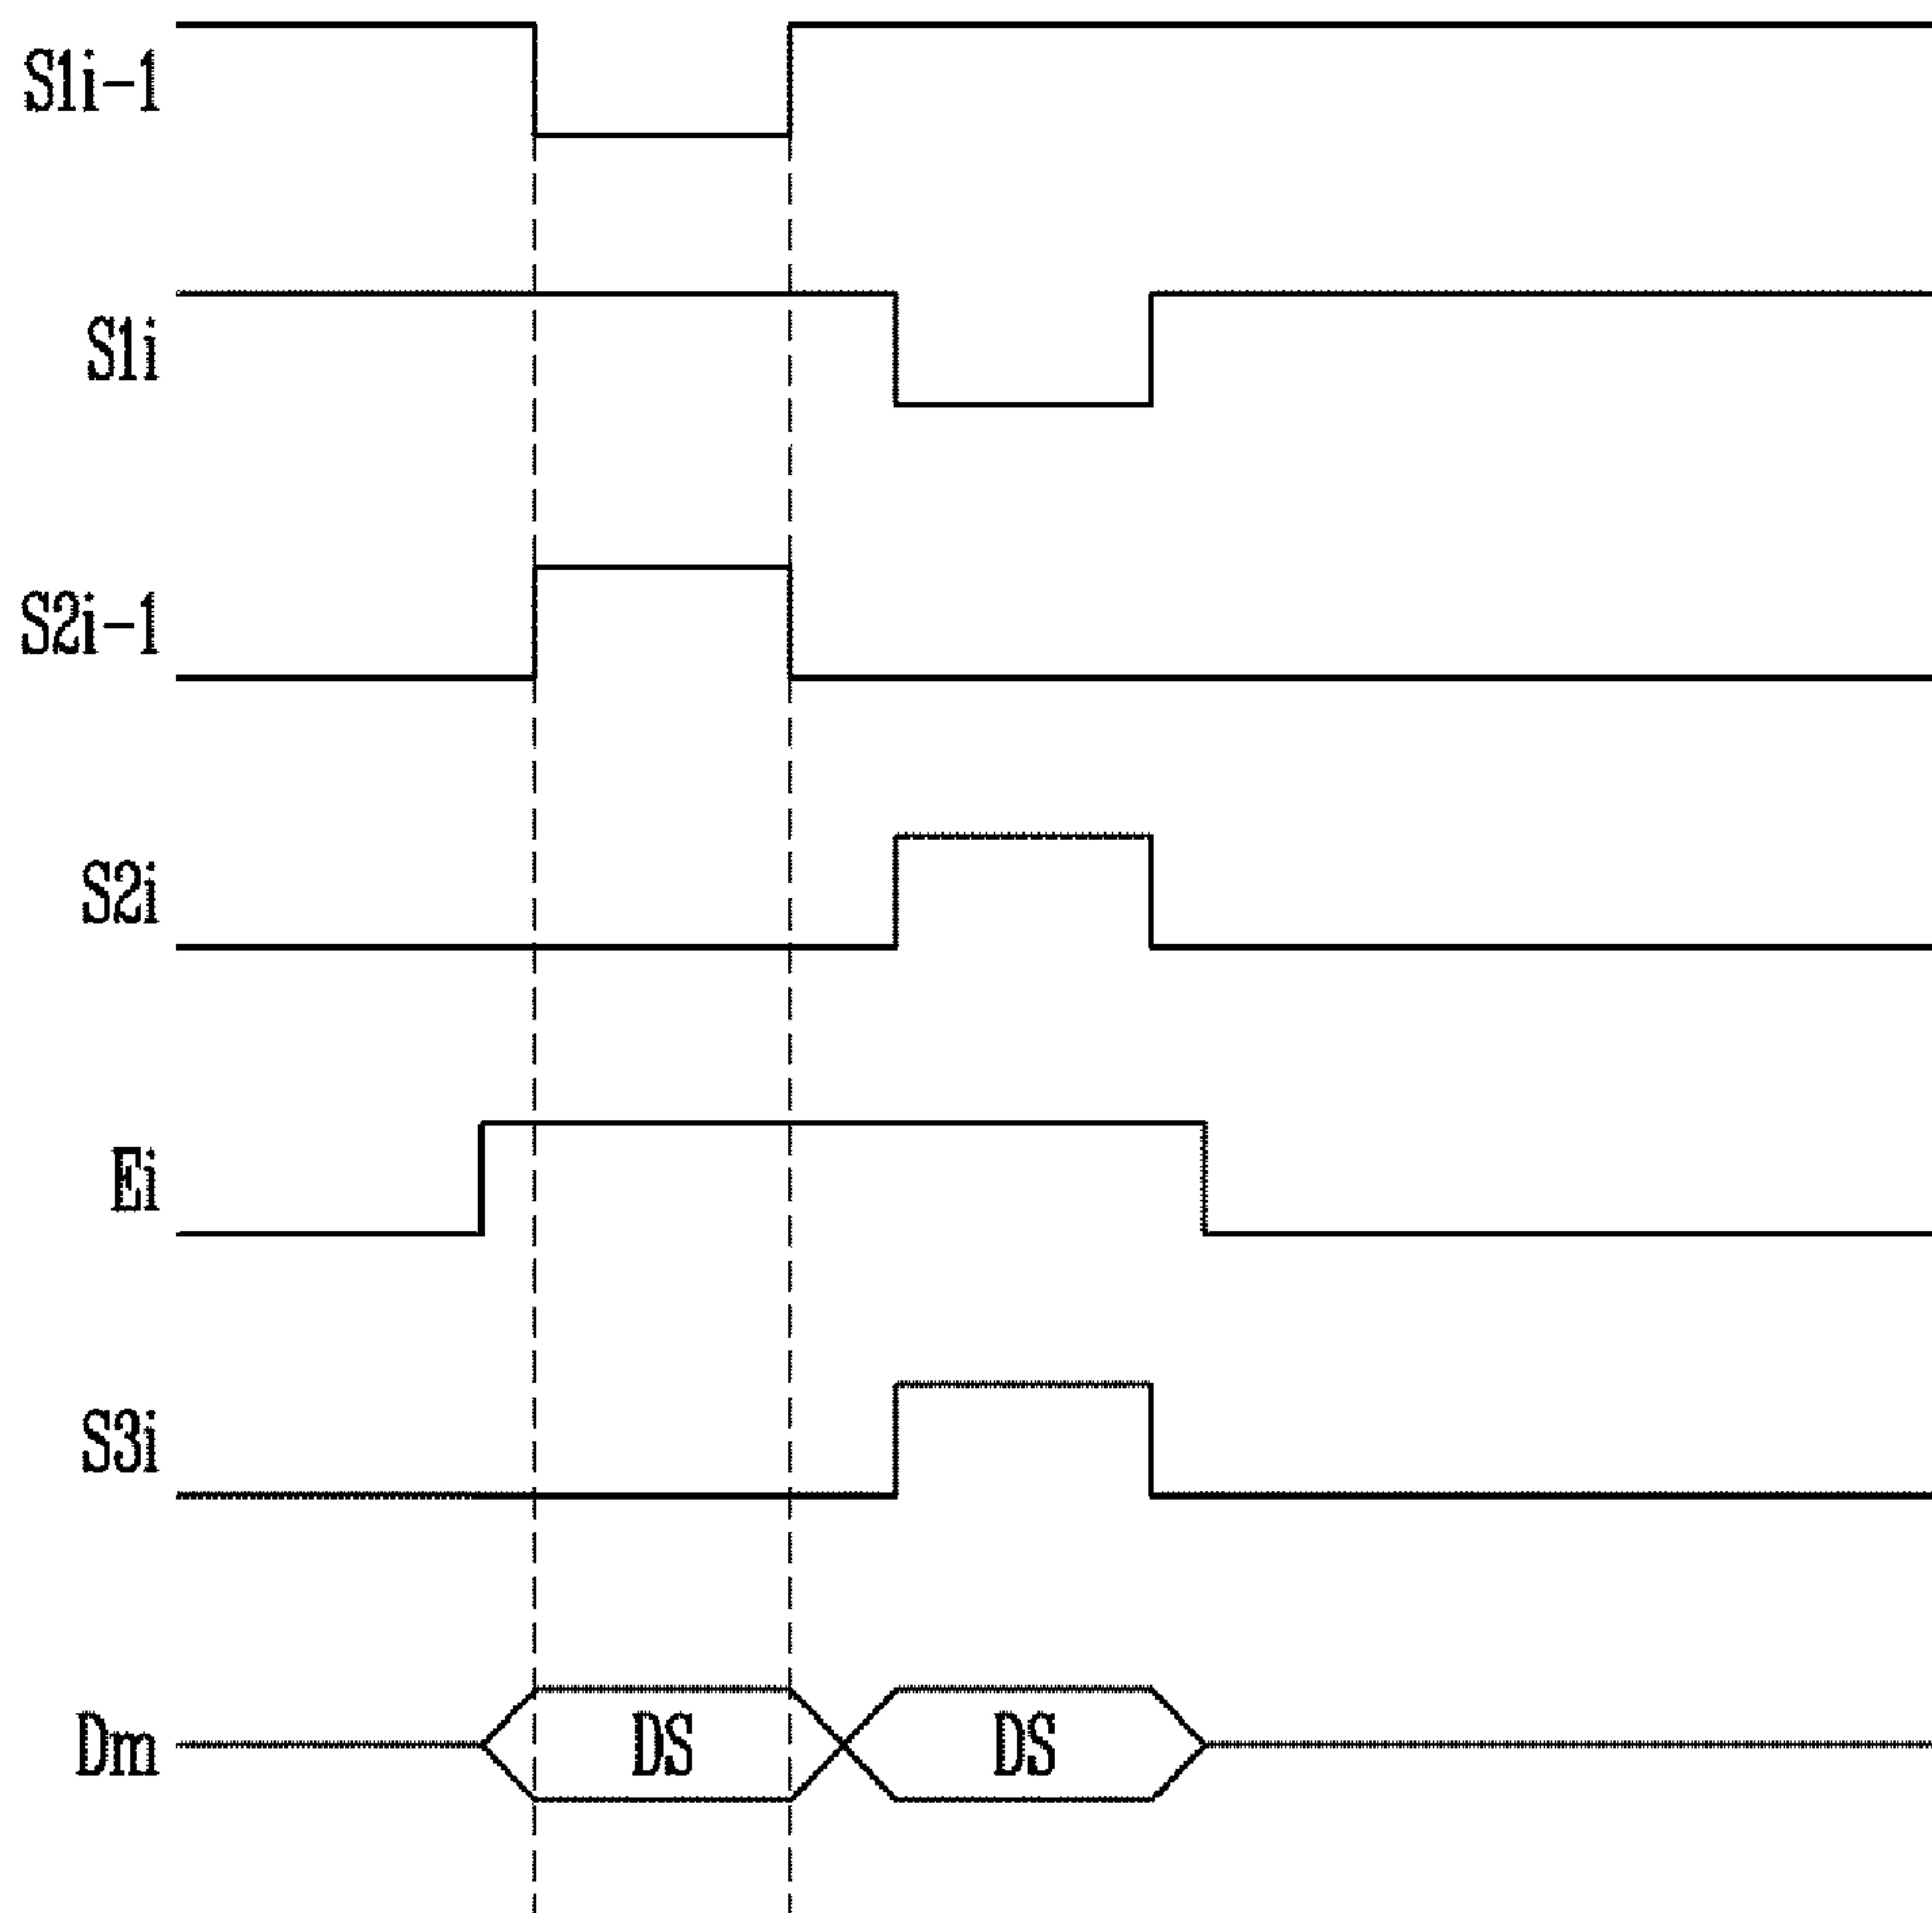 S1i-1
S1i
S2i-1
S2i
Ei
S3i
Dm DS DS